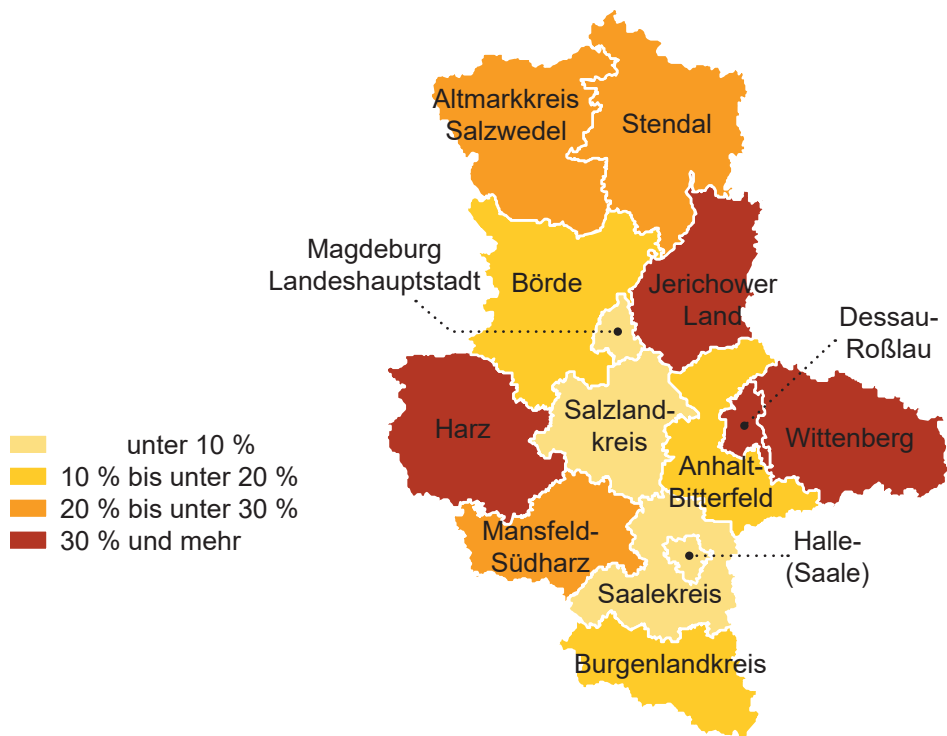 Altmarkkreis
Salzwedel
Stendal
Magdeburg
Landeshauptstadt
Börde
Jerichower
Land
Dessau-
Roßlau
Harz
Salzland-
kreis
Wittenberg
Anhalt-
Bitterfeld
unter 10 %
10 % bis unter 20 %
20 % bis unter 30 %
30 % und mehr
Mansfeld-
Südharz
Halle-
(Saale)
Saalekreis
Burgenlandkreis